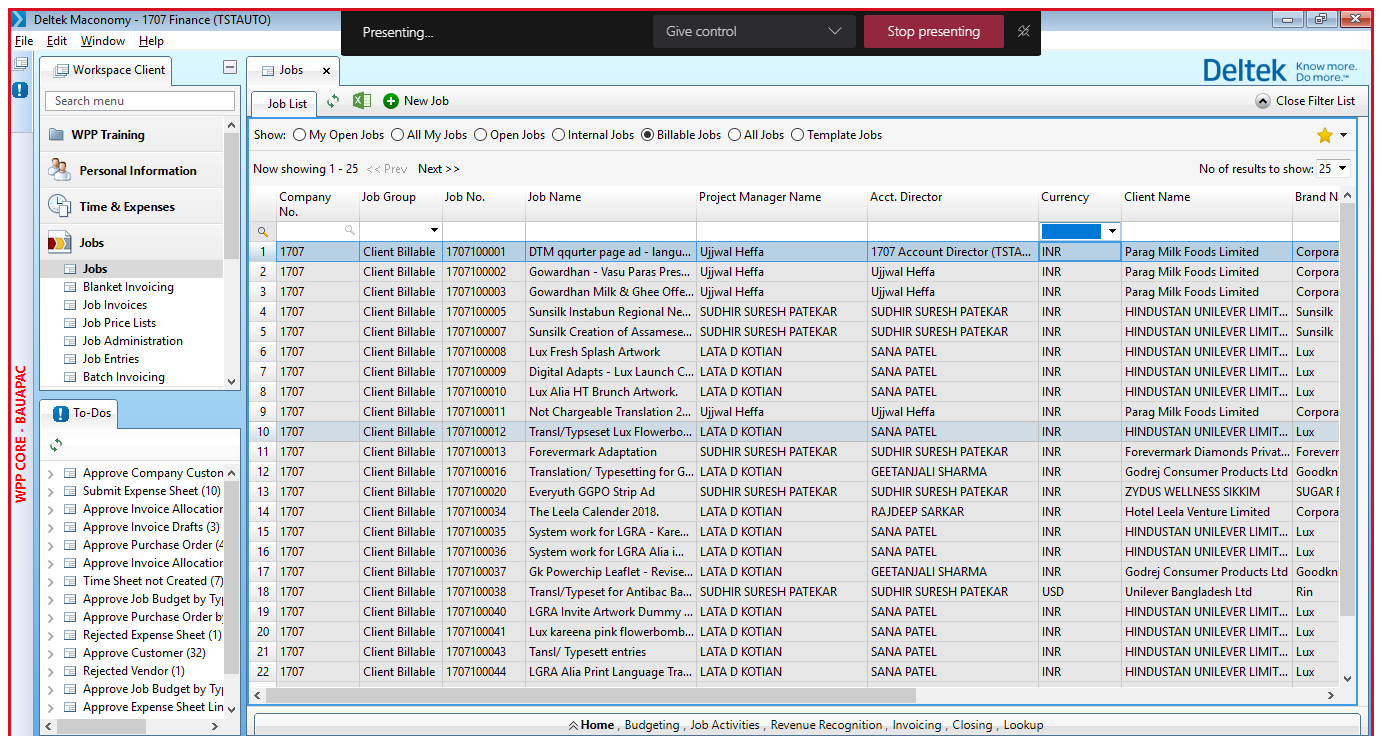 Deltek Maconomy - 1707 Finance (TSTAUTO)
Presenting...
Give control
Stop presenting
File Edit Window Help
Workspace Client
Search menu
WPP Training
Personal Information
Time & Expenses
Jobs
Jobs
Blanket Invoicing
Job Invoices
Job Price Lists
Job Administration
Job Entries
Batch Invoicing
WPP CORE - BAUAPAC
To-Dos
Approve Company Custon
Submit Expense Sheet (10)
Approve Invoice Allocation
Approve Invoice Drafts (3)
Approve Purchase Order (4
Approve Invoice Allocation
Time Sheet not Created (7)
Approve Job Budget by Typ
Approve Purchase Order by
Rejected Expense Sheet (1)
Approve Customer (32)
Rejected Vendor (1)
Approve Job Budget by Typ
Approve Expense Sheet Lin
Jobs x
Deltek Know more. Do more.™
Job List New Job Close Filter List
Show: My Open Jobs All My Jobs Open Jobs Internal Jobs Billable Jobs All Jobs Template Jobs
Now showing 1 - 25 << Prev Next >> No of results to show: 25
Company No. Job Group Job No. Job Name Project Manager Name Acct. Director Currency Client Name Brand N
1 1707 Client Billable 1707100001 DTM qqurter page ad - langu... Ujjwal Heffa 1707 Account Director (TSTA... INR Parag Milk Foods Limited Corpora
2 1707 Client Billable 1707100002 Gowardhan - Vasu Paras Pres... Ujjwal Heffa Ujjwal Heffa INR Parag Milk Foods Limited Corpora
3 1707 Client Billable 1707100003 Gowardhan Milk & Ghee Offe... Ujjwal Heffa Ujjwal Heffa INR Parag Milk Foods Limited Corpora
4 1707 Client Billable 1707100005 Sunsilk Instabun Regional Ne... SUDHIR SURESH PATEKAR SUDHIR SURESH PATEKAR INR HINDUSTAN UNILEVER LIMIT... Sunsilk
5 1707 Client Billable 1707100007 Sunsilk Creation of Assamese... SUDHIR SURESH PATEKAR SUDHIR SURESH PATEKAR INR HINDUSTAN UNILEVER LIMIT... Sunsilk
6 1707 Client Billable 1707100008 Lux Fresh Splash Artwork LATA D KOTIAN SANA PATEL INR HINDUSTAN UNILEVER LIMIT... Lux
7 1707 Client Billable 1707100009 Digital Adapts - Lux Launch C... LATA D KOTIAN SANA PATEL INR HINDUSTAN UNILEVER LIMIT... Lux
8 1707 Client Billable 1707100010 Lux Alia HT Brunch Artwork. LATA D KOTIAN SANA PATEL INR HINDUSTAN UNILEVER LIMIT... Lux
9 1707 Client Billable 1707100011 Not Chargeable Translation 2... Ujjwal Heffa Ujjwal Heffa INR Parag Milk Foods Limited Corpora
10 1707 Client Billable 1707100012 Transl/Typseset Lux Flowerbo... LATA D KOTIAN SANA PATEL INR HINDUSTAN UNILEVER LIMIT... Lux
11 1707 Client Billable 1707100013 Forevermark Adaptation SUDHIR SURESH PATEKAR SUDHIR SURESH PATEKAR INR Forevermark Diamonds Privat... Foreverr
12 1707 Client Billable 1707100016 Translation/ Typesetting for G... LATA D KOTIAN GEETANJALI SHARMA INR Godrej Consumer Products Ltd Goodkni
13 1707 Client Billable 1707100020 Everyuth GGPO Strip Ad SUDHIR SURESH PATEKAR SUDHIR SURESH PATEKAR INR ZYDUS WELLNESS SIKKIM SUGAR F
14 1707 Client Billable 1707100034 The Leela Calender 2018. LATA D KOTIAN RAJDEEP SARKAR INR Hotel Leela Venture Limited Corpora
15 1707 Client Billable 1707100035 System work for LGRA - Kare... LATA D KOTIAN SANA PATEL INR HINDUSTAN UNILEVER LIMIT... Lux
16 1707 Client Billable 1707100036 System work for LGRA Alia i... LATA D KOTIAN SANA PATEL INR HINDUSTAN UNILEVER LIMIT... Lux
17 1707 Client Billable 1707100037 Gk Powerchip Leaflet - Revise... LATA D KOTIAN GEETANJALI SHARMA INR Godrej Consumer Products Ltd Goodkn
18 1707 Client Billable 1707100038 Transl/Typeset for Antibac Ba... SUDHIR SURESH PATEKAR SUDHIR SURESH PATEKAR USD Unilever Bangladesh Ltd Rin
19 1707 Client Billable 1707100040 LGRA Invite Artwork Dummy ... LATA D KOTIAN SANA PATEL INR HINDUSTAN UNILEVER LIMIT... Lux
20 1707 Client Billable 1707100041 Lux kareena pink flowerbomb... LATA D KOTIAN SANA PATEL INR HINDUSTAN UNILEVER LIMIT... Lux
21 1707 Client Billable 1707100043 Tansl/ Typesett entries LATA D KOTIAN SANA PATEL INR HINDUSTAN UNILEVER LIMIT... Lux
22 1707 Client Billable 1707100044 LGRA Alia Print Language Tra... LATA D KOTIAN SANA PATEL INR HINDUSTAN UNILEVER LIMIT... Lux
Home , Budgeting , Job Activities , Revenue Recognition , Invoicing , Closing , Lookup